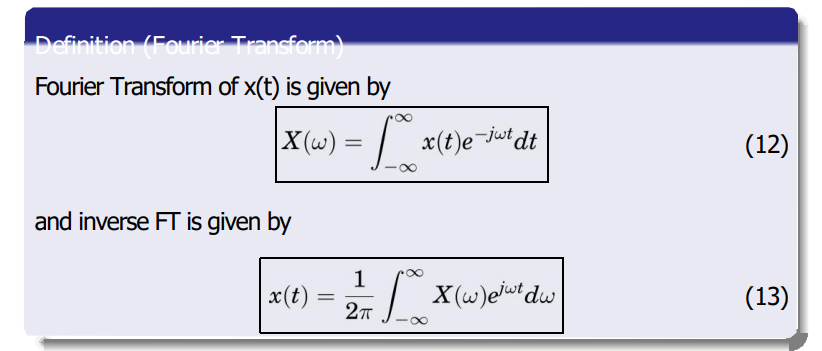 Definition (Fourier Transform)
Fourier Transform of x(t) is given by
X(ω) = ∫_{-∞}^{∞} x(t)e^{-jωt}dt (12)
and inverse FT is given by
x(t) = \frac{1}{2π} ∫_{-∞}^{∞} X(ω)e^{jωt}dω (13)